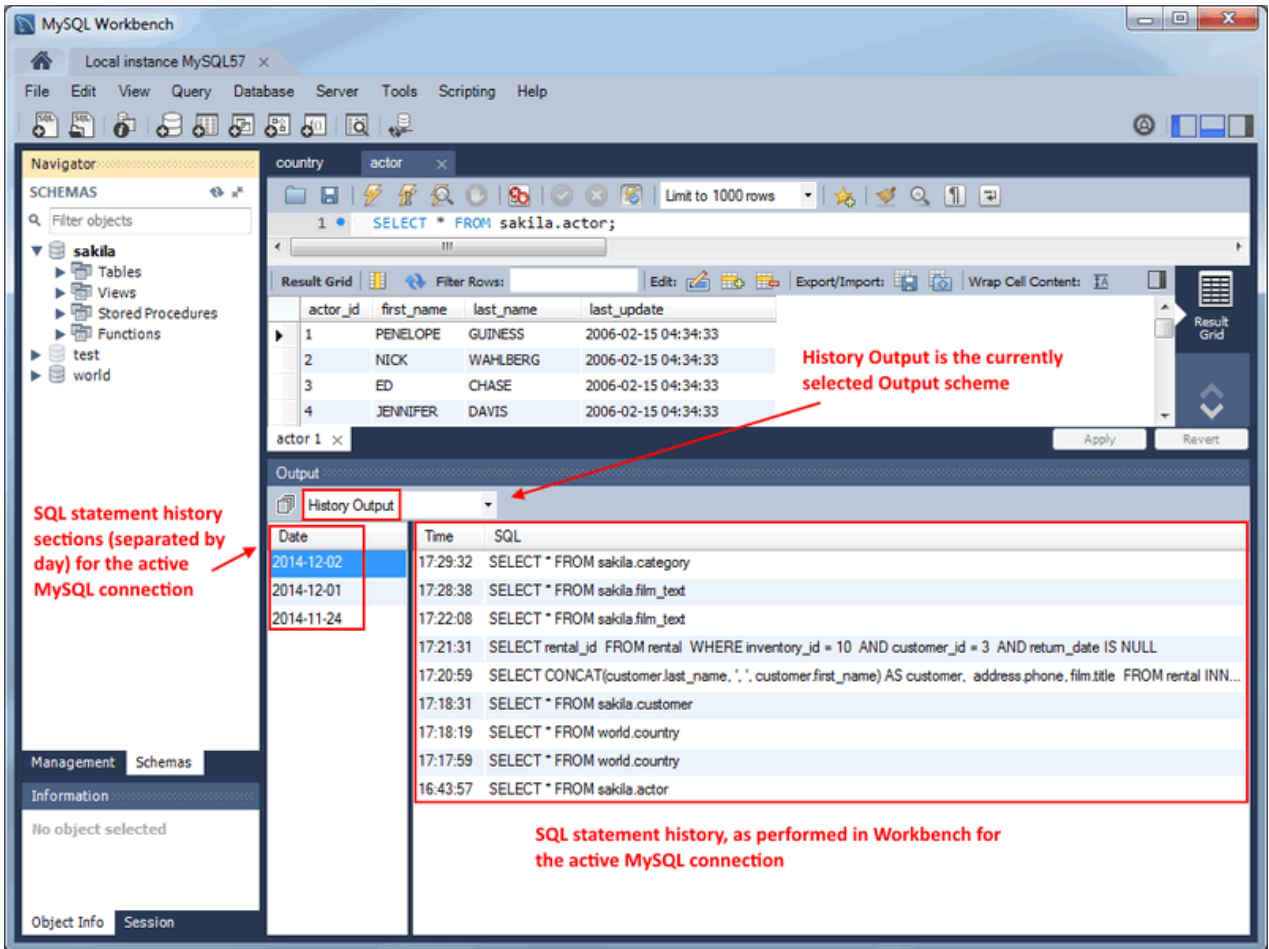 MySQL Workbench
Local instance MySQL57
File Edit View Query Database Server Tools Scripting Help
Navigator
SCHEMAS
Filter objects
sakila
Tables
Views
Stored Procedures
Functions
test
world
country actor
Limit to 1000 rows
1 SELECT * FROM sakila.actor;
Result Grid Filter Rows: Edit: Export/Import: Wrap Cell Content:
actor_id first_name last_name last_update
1 PENELOPE GUINESS 2006-02-15 04:34:33
2 NICK WAHLBERG 2006-02-15 04:34:33
3 ED CHASE 2006-02-15 04:34:33
4 JENNIFER DAVIS 2006-02-15 04:34:33
Result
Grid
History Output is the currently
selected Output scheme
actor 1 Apply Revert
Output
History Output
SQL statement history
sections (separated by
day) for the active
MySQL connection
Date
2014-12-02
2014-12-01
2014-11-24
Time SQL
17:29:32 SELECT * FROM sakila.category
17:28:38 SELECT * FROM sakila.film_text
17:22:08 SELECT * FROM sakila.film_text
17:21:31 SELECT rental_id FROM rental WHERE inventory_id = 10 AND customer_id = 3 AND return_date IS NULL
17:20:59 SELECT CONCAT(customer.last_name, ', ', customer.first_name) AS customer, address.phone, film.title FROM rental INN...
17:18:31 SELECT * FROM sakila.customer
17:18:19 SELECT * FROM world.country
17:17:59 SELECT * FROM world.country
16:43:57 SELECT * FROM sakila.actor
SQL statement history, as performed in Workbench for
the active MySQL connection
Management Schemas
Information
No object selected
Object Info Session